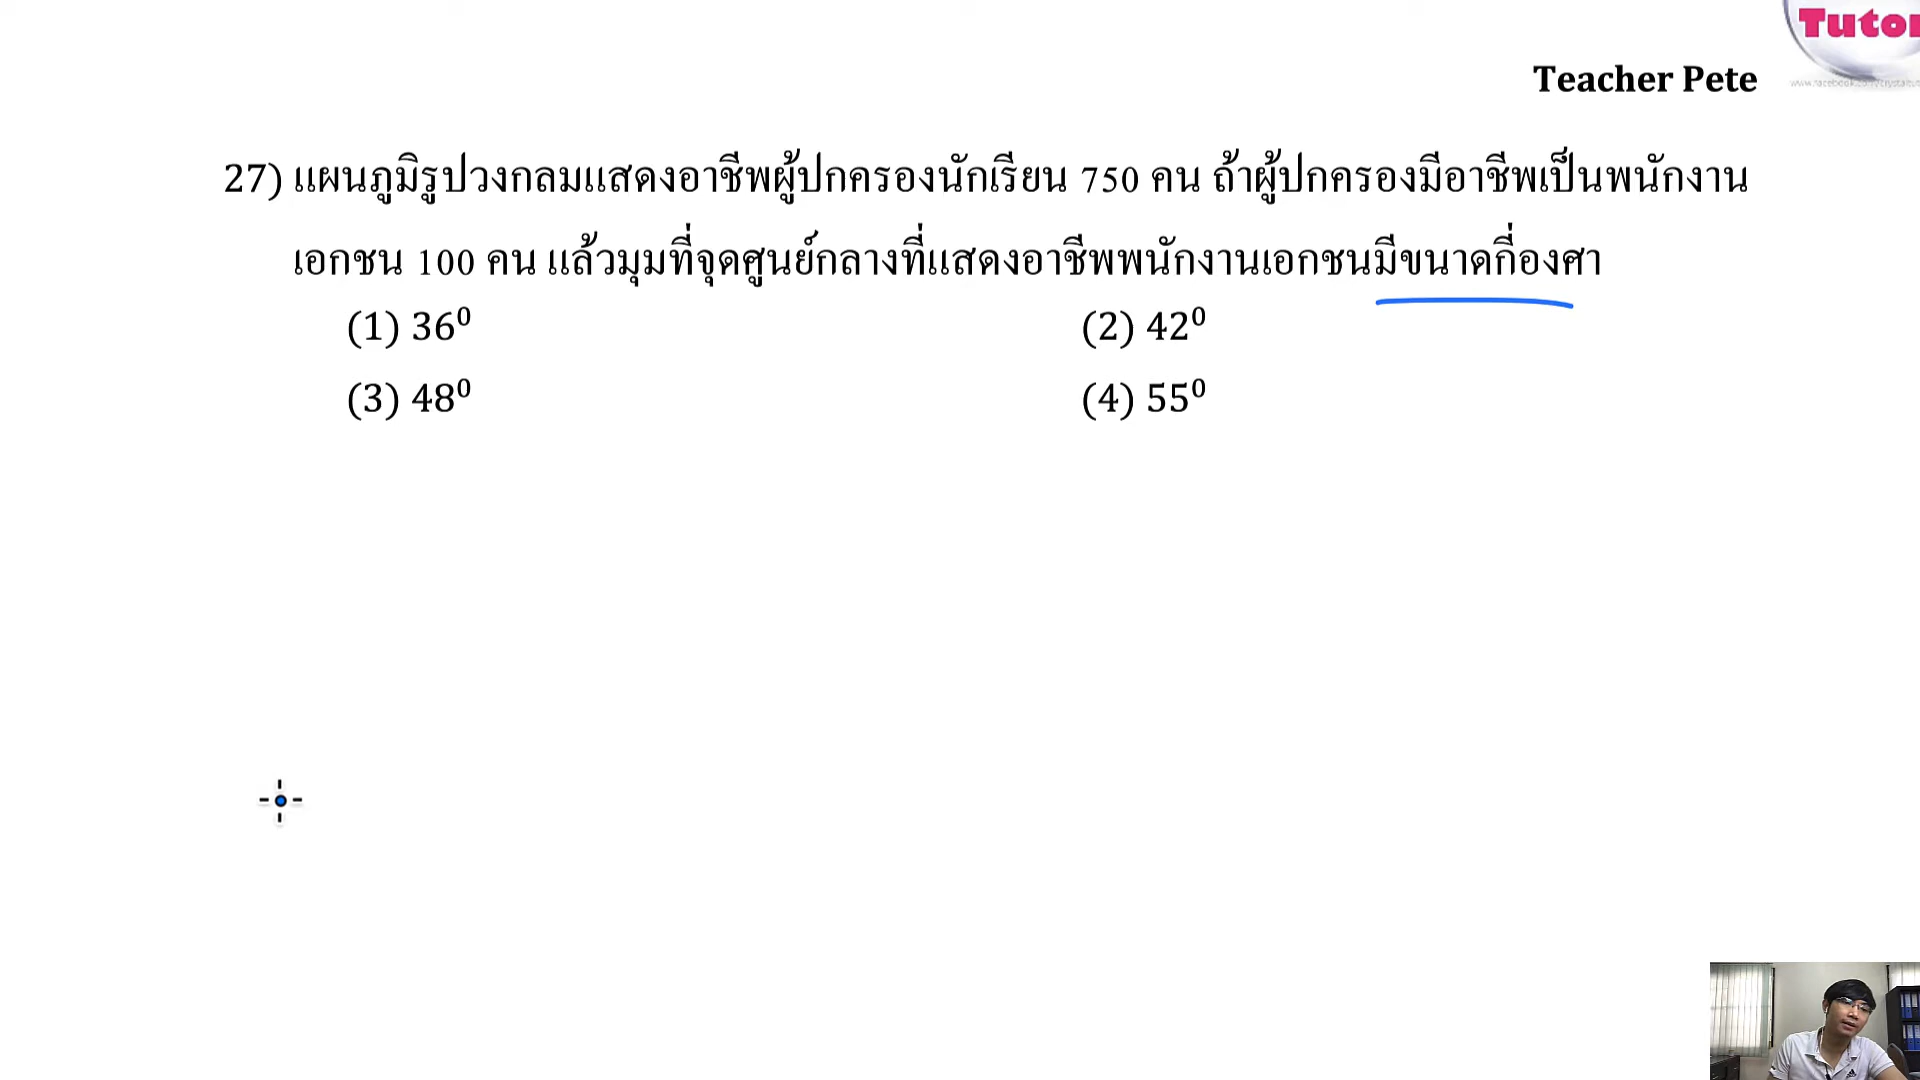 Tutor
Teacher Pete
27) แผนภูมิรูปวงกลมแสดงอาชีพผู้ปกครองนักเรียน 750 คน ถ้าผู้ปกครองมีอาชีพเป็นพนักงาน
เอกชน 100 คน แล้วมุมที่จุดศูนย์กลางที่แสดงอาชีพพนักงานเอกชนมีขนาดกี่องศา
(1) 36⁰ (2) 42⁰
(3) 48⁰ (4) 55⁰